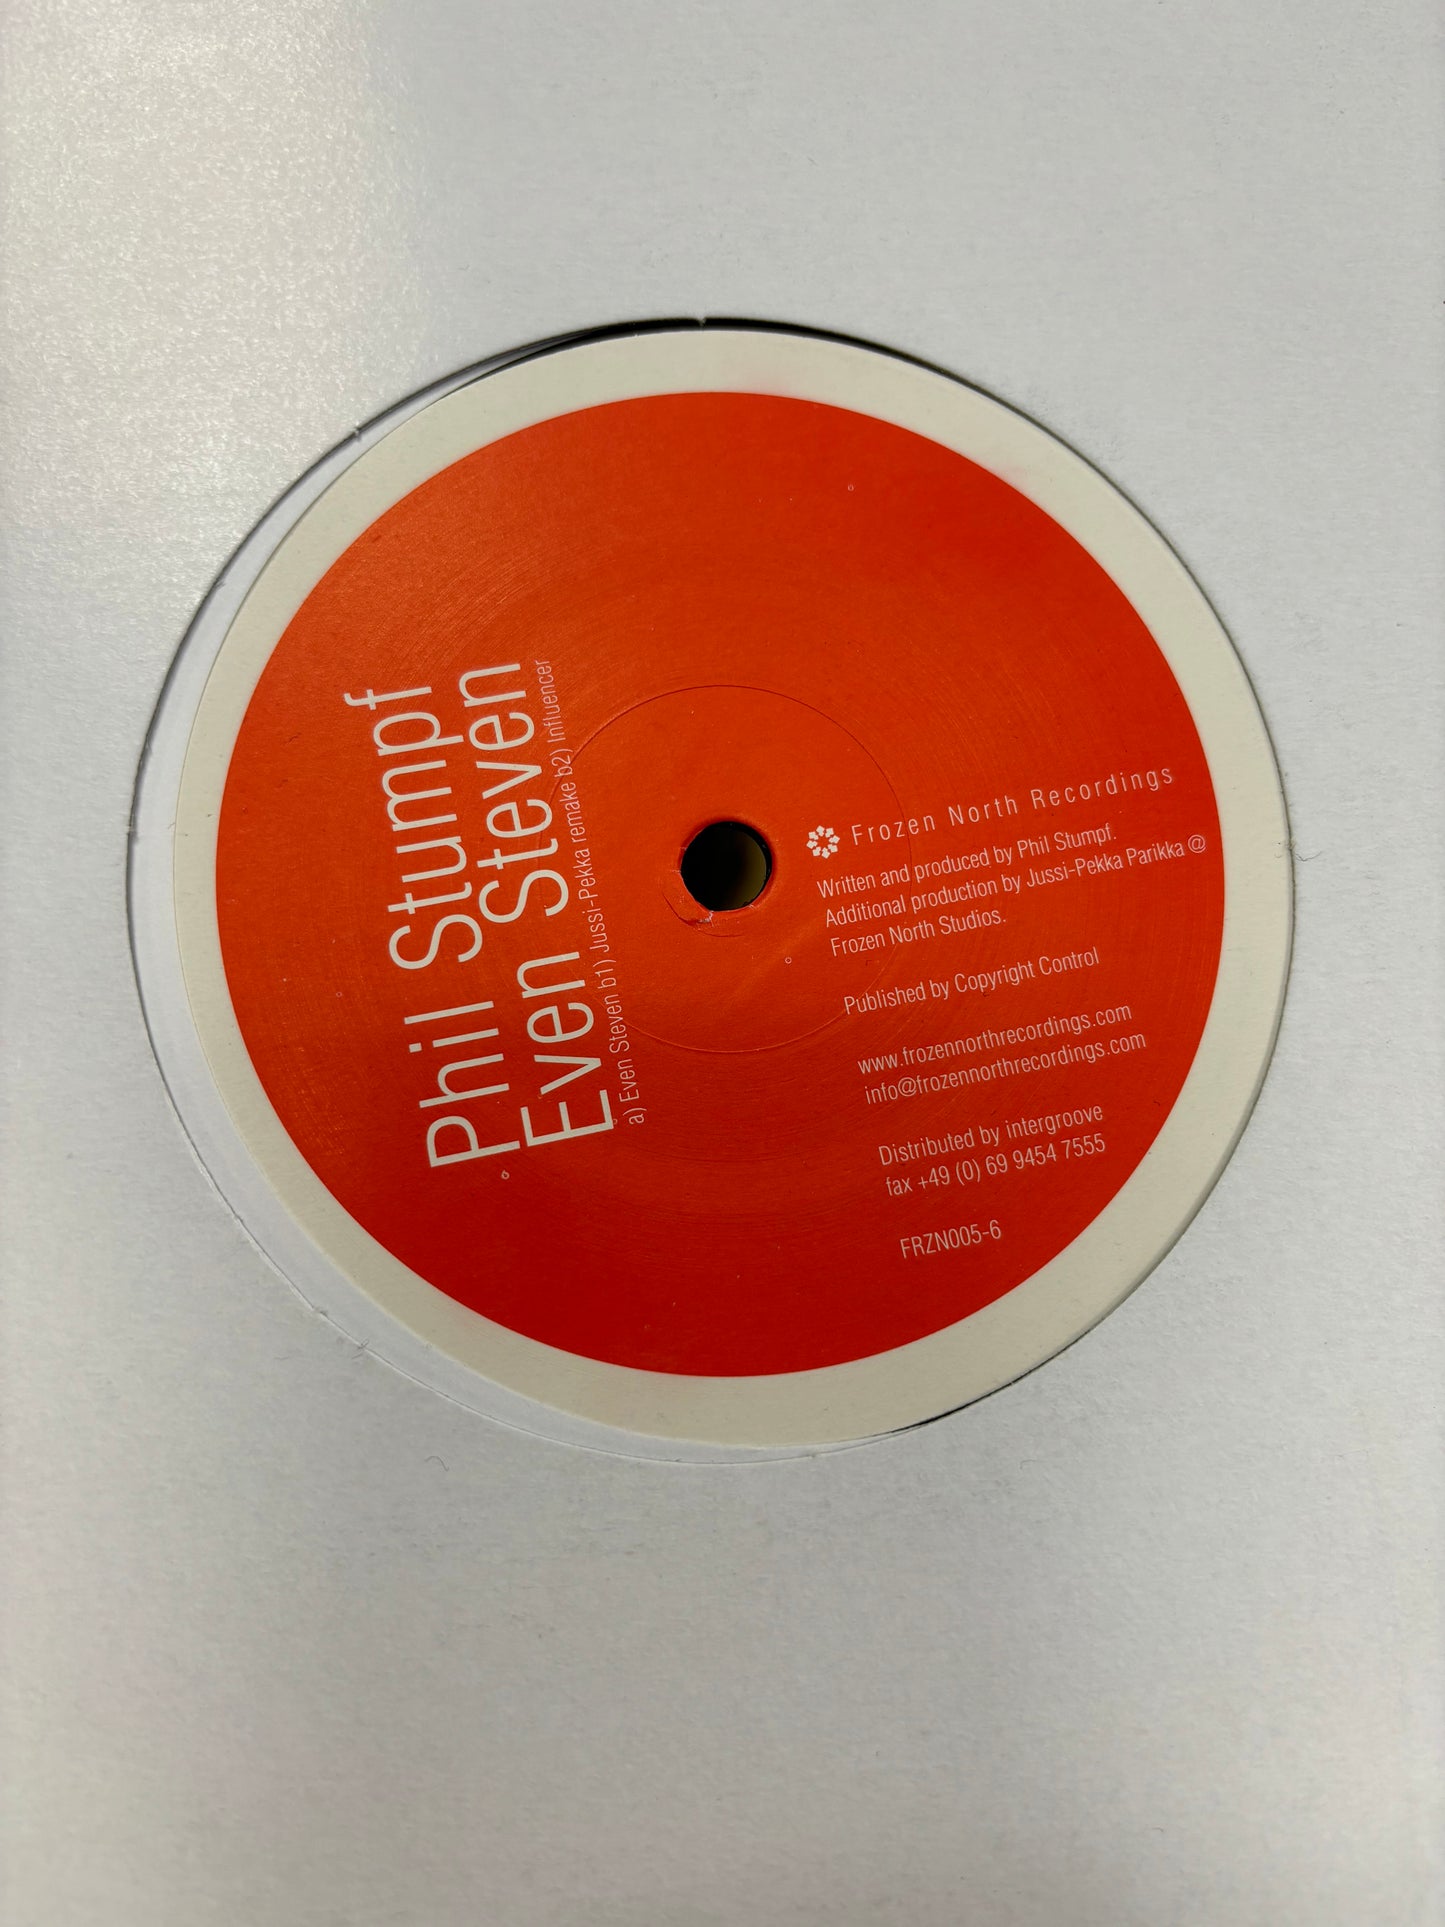 Phil Stumpf
Even Steven
a) Even Steven b1) Jussi-Pekka remake b2) Influencer
Frozen North Recordings
Written and produced by Phil Stumpf.
Additional production by Jussi-Pekka Parikka @
Frozen North Studios.
Published by Copyright Control
www.frozennorthrecordings.com
info@frozennorthrecordings.com
Distributed by intergroove
fax +49 (0) 69 9454 7555
FRZN005-6